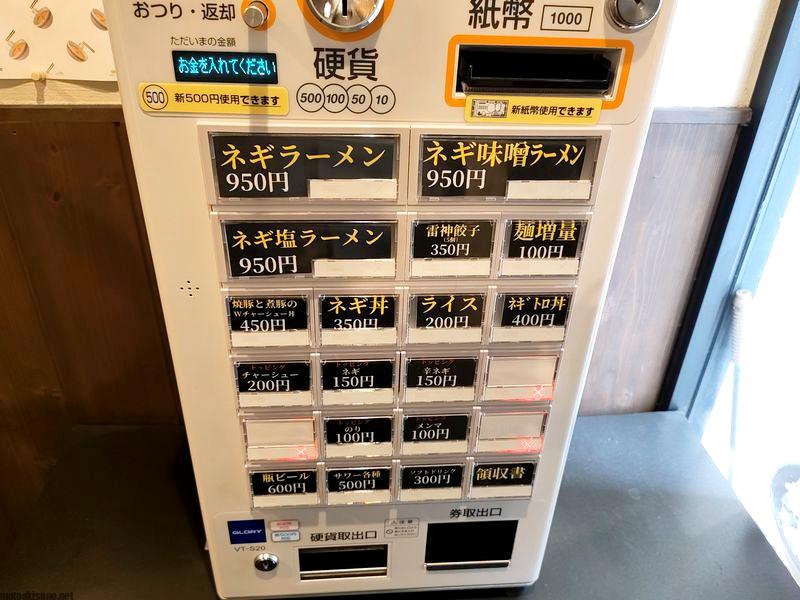 おつり・返却
紙幣 1000
ただいまの金額
お金を入れてください
硬貨
500 100 50 10
500 新500円使用できます
新紙幣使用できます
ネギラーメン
950円
ネギ味噌ラーメン
950円
ネギ塩ラーメン
950円
雷神餃子
(5個)
350円
麺増量
100円
焼豚と煮豚の
Wチャーシュー丼
450円
ネギ丼
350円
ライス
200円
ネギトロ丼
400円
トッピング
チャーシュー
200円
トッピング
ネギ
150円
トッピング
辛ネギ
150円
トッピング
のり
100円
トッピング
メンマ
100円
瓶ビール
600円
サワー各種
500円
ソフトドリンク
300円
領収書
GLORY
VT-S20
硬貨取出口
注意
券取出口